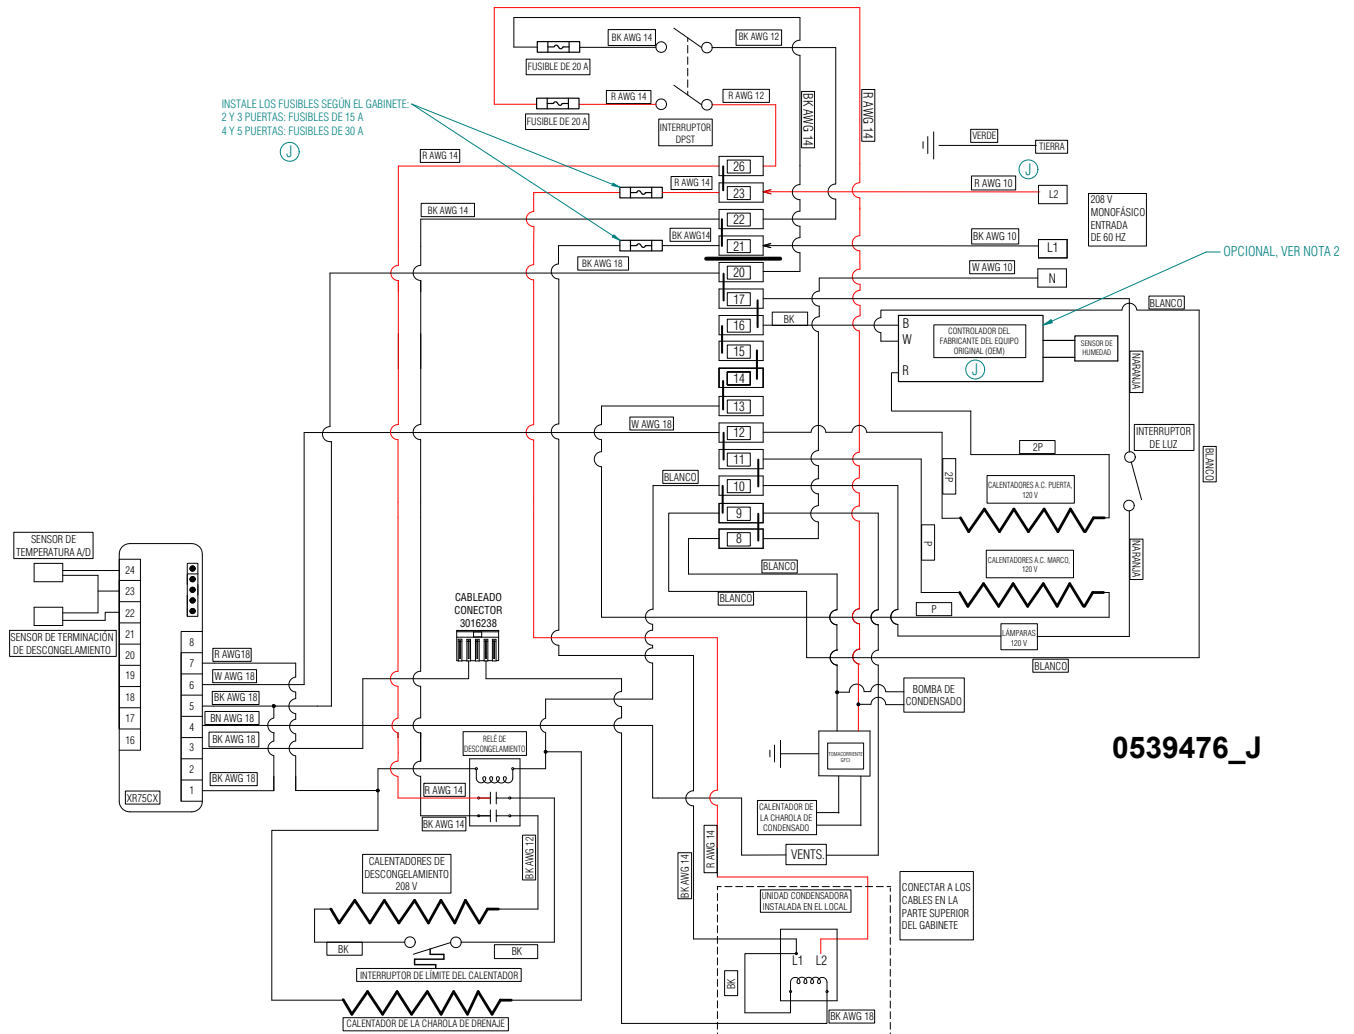 BK AWG 14
BK AWG 12
FUSIBLE DE 20 A
R AWG 14
R AWG 12
FUSIBLE DE 20 A
INTERRUPTOR
DPST
BK AWG 14
R AWG 14
INSTALE LOS FUSIBLES SEGÚN EL GABINETE:
2 Y 3 PUERTAS: FUSIBLES DE 15 A
4 Y 5 PUERTAS: FUSIBLES DE 30 A
J
VERDE
TIERRA
J
R AWG 14
26
R AWG 14
23
R AWG 10
L2
208 V
MONOFÁSICO
ENTRADA
DE 60 HZ
BK AWG 14
22
BK AWG14
21
BK AWG 10
L1
BK AWG 18
20
W AWG 10
N
OPCIONAL, VER NOTA 2
17
BLANCO
16
BK
B
W
R
CONTROLADOR DEL
FABRICANTE DEL EQUIPO
ORIGINAL (OEM)
J
SENSOR DE
HUMEDAD
NARANJA
15
14
13
W AWG 18
12
INTERRUPTOR
DE LUZ
2P
11
BLANCO
BLANCO
10
2P
CALENTADORES A.C. PUERTA,
120 V
9
8
P
NARANJA
BLANCO
CALENTADORES A.C. MARCO,
120 V
BLANCO
P
LÁMPARAS
120 V
BLANCO
SENSOR DE
TEMPERATURA A/D
24
23
22
21
20
19
18
17
16
SENSOR DE TERMINACIÓN
DE DESCONGELAMIENTO
8
7
6
5
4
3
2
1
XR75CX
R AWG18
W AWG 18
BK AWG 18
BN AWG 18
BK AWG 18
BK AWG 18
CABLEADO
CONECTOR
3016238
BOMBA DE
CONDENSADO
0539476_J
RELÉ DE
DESCONGELAMIENTO
TOMACORRIENTE
GFCI
R AWG 14
BK AWG 14
CALENTADOR DE
LA CHAROLA DE
CONDENSADO
BK AWG 12
VENTS.
BK AWG 14
R AWG 14
CALENTADORES DE
DESCONGELAMIENTO
208 V
BK
BK
INTERRUPTOR DE LÍMITE DEL CALENTADOR
CALENTADOR DE LA CHAROLA DE DRENAJE
UNIDAD CONDENSADORA
INSTALADA EN EL LOCAL
CONECTAR A LOS
CABLES EN LA
PARTE SUPERIOR
DEL GABINETE
L1
L2
BK
BK AWG 18